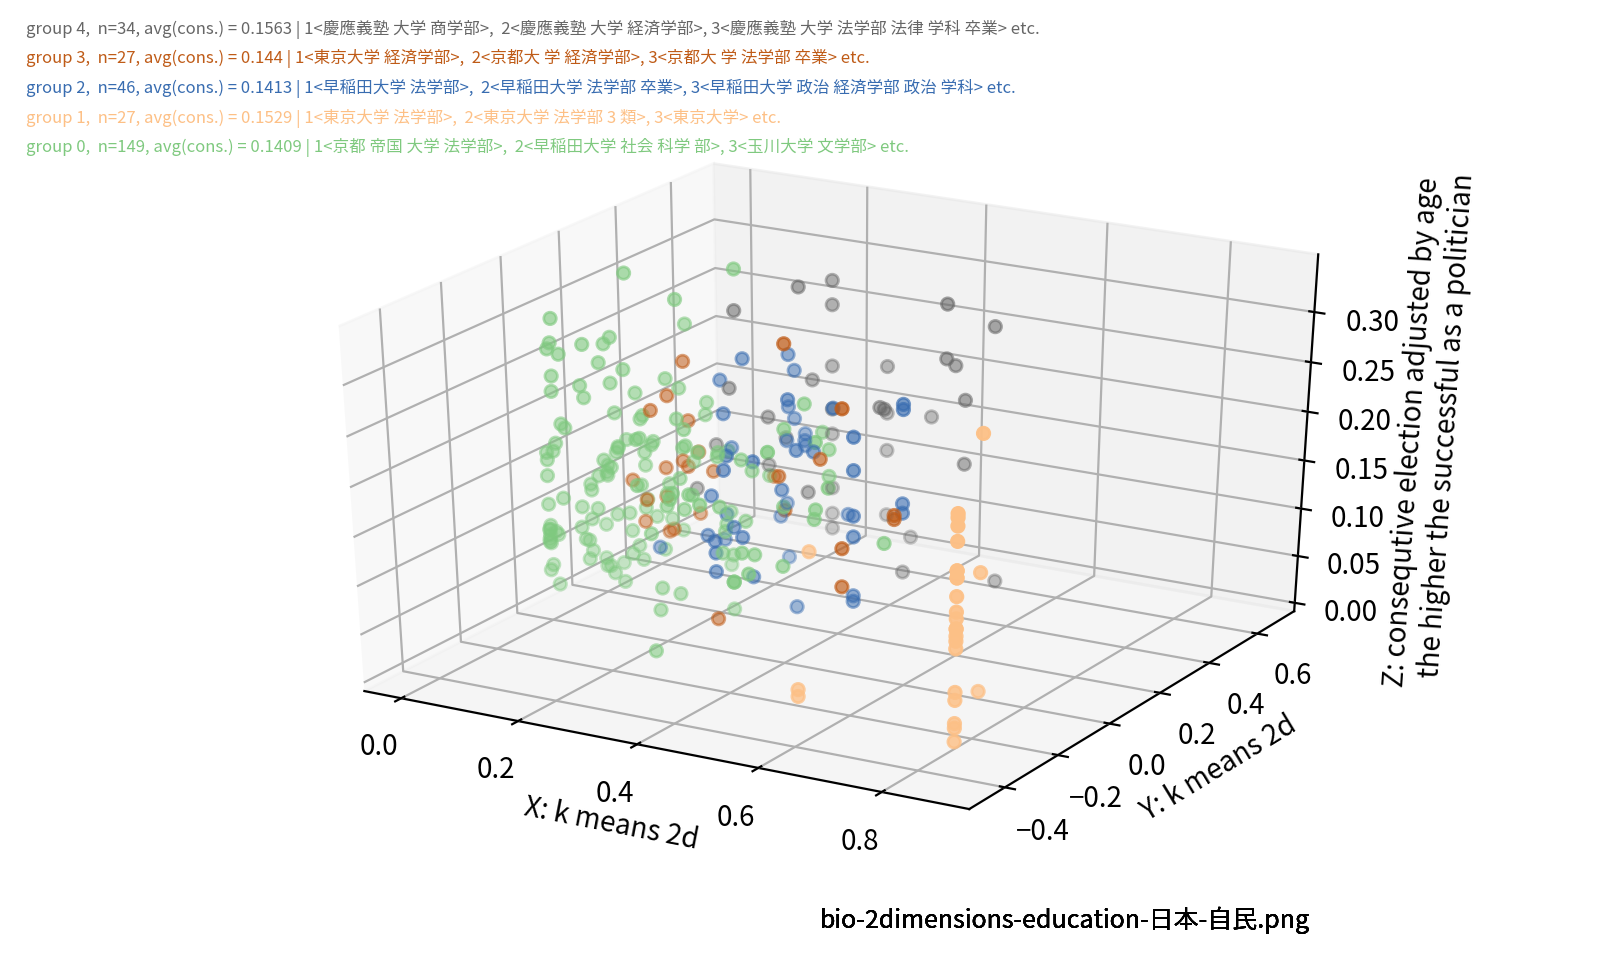 group 4,  n=34, avg(cons.) = 0.1563 | 1<慶應義塾 大学 商学部>,  2<慶應義塾 大学 経済学部>, 3<慶應義塾 大学 法学部 法律 学科 卒業> etc.
group 3,  n=27, avg(cons.) = 0.144 | 1<東京大学 経済学部>,  2<京都大 学 経済学部>, 3<京都大 学 法学部 卒業> etc.
group 2,  n=46, avg(cons.) = 0.1413 | 1<早稲田大学 法学部>,  2<早稲田大学 法学部 卒業>, 3<早稲田大学 政治 経済学部 政治 学科> etc.
group 1,  n=27, avg(cons.) = 0.1529 | 1<東京大学 法学部>,  2<東京大学 法学部 3 類>, 3<東京大学> etc.
group 0,  n=149, avg(cons.) = 0.1409 | 1<京都 帝国 大学 法学部>,  2<早稲田大学 社会 科学 部>, 3<玉川大学 文学部> etc.
Z: consequtive election adjusted by age
the higher the successful as a politician
0.30
0.25
0.20
0.15
0.10
0.05
0.00
0.6
0.4
0.2
0.0
−0.2
−0.4
Y: k means 2d
0.0
0.2
0.4
0.6
0.8
X: k means 2d
bio-2dimensions-education-日本-自民.png